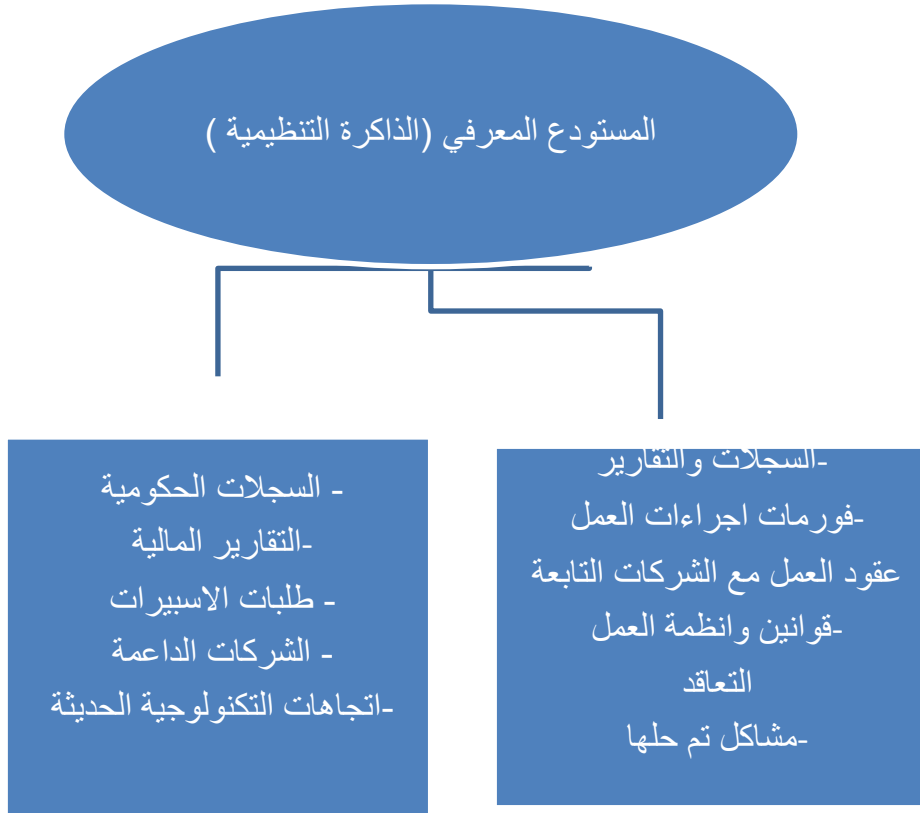 المستودع المعرفي (الذاكرة التنظيمية )
-السجلات والتقارير
-فورمات اجراءات العمل
عقود العمل مع الشركات التابعة
-قوانين وانظمة العمل
التعاقد
-مشاكل تم حلها
- السجلات الحكومية
-التقارير المالية
- طلبات الاسبيرات
- الشركات الداعمة
-اتجاهات التكنولوجية الحديثة